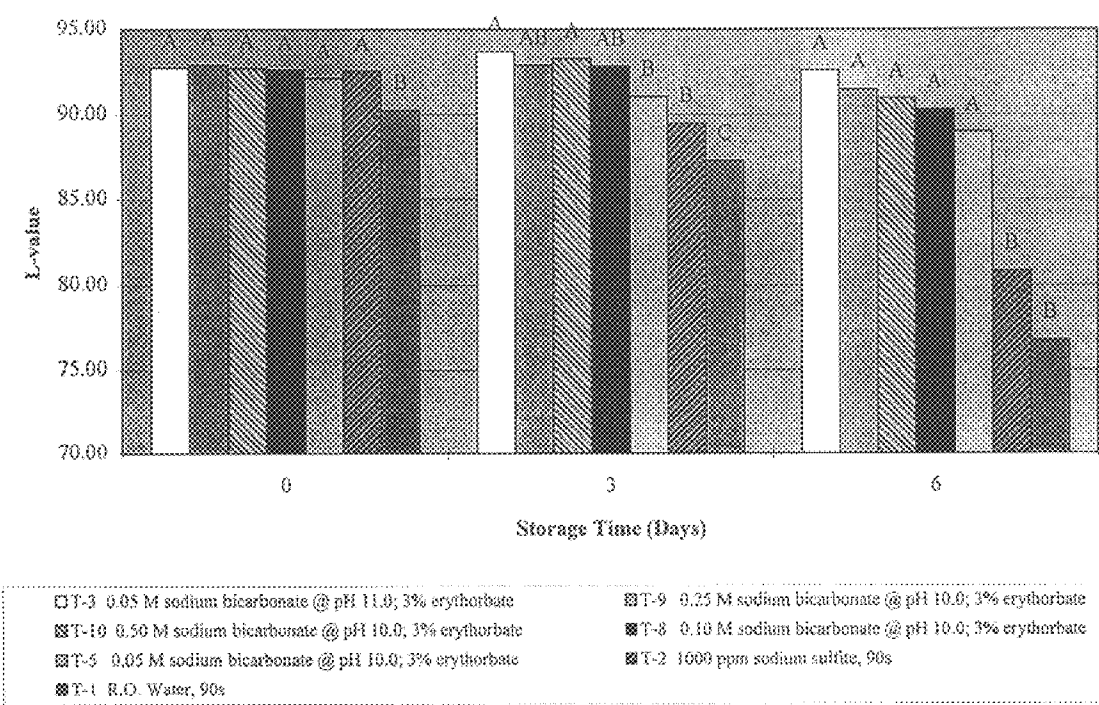 95.00
90.00
85.00
80.00
75.00
70.00
L-value
A A A A A A B
A AB A AB B B C
A A A A A B B
0 3 6
Storage Time (Days)
T-3 0.05 M sodium bicarbonate @ pH 11.0; 3% erythorbate
T-9 0.25 M sodium bicarbonate @ pH 10.0; 3% erythorbate
T-10 0.50 M sodium bicarbonate @ pH 10.0; 3% erythorbate
T-8 0.10 M sodium bicarbonate @ pH 10.0; 3% erythorbate
T-5 0.05 M sodium bicarbonate @ pH 10.0; 3% erythorbate
T-2 1000 ppm sodium sulfite, 90s
T-1 R.O. Water, 90s